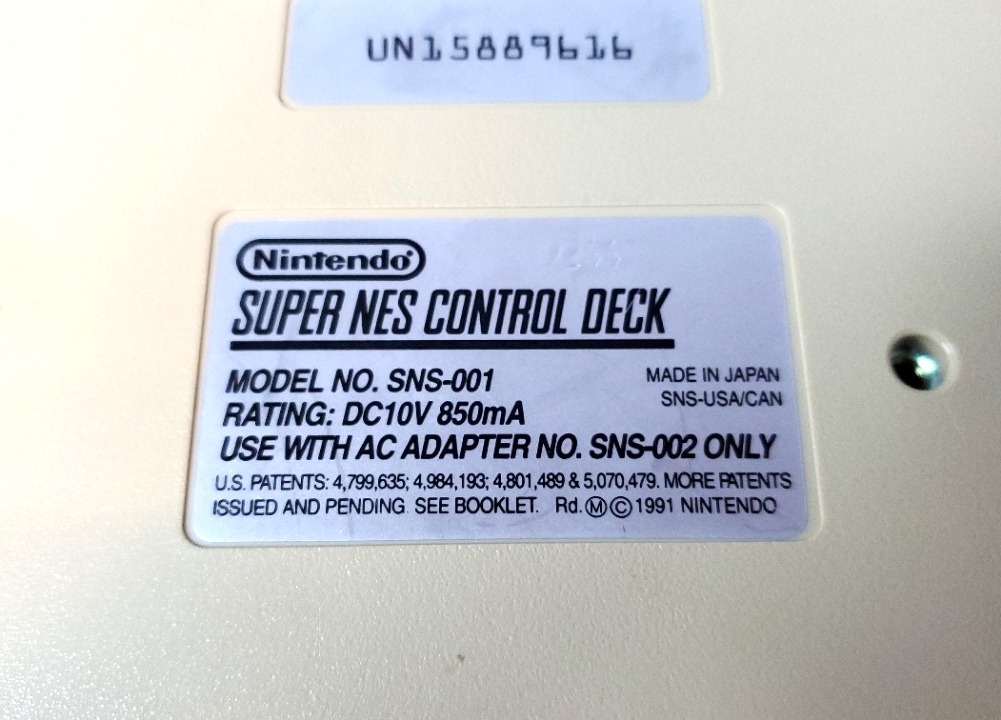 UN15889616
Nintendo®
SUPER NES CONTROL DECK
MODEL NO. SNS-001
MADE IN JAPAN
RATING: DC10V 850mA
SNS-USA/CAN
USE WITH AC ADAPTER NO. SNS-002 ONLY
U.S. PATENTS: 4,799,635; 4,984,193; 4,801,489 & 5,070,479. MORE PATENTS
ISSUED AND PENDING. SEE BOOKLET. Rd. Ⓜ © 1991 NINTENDO